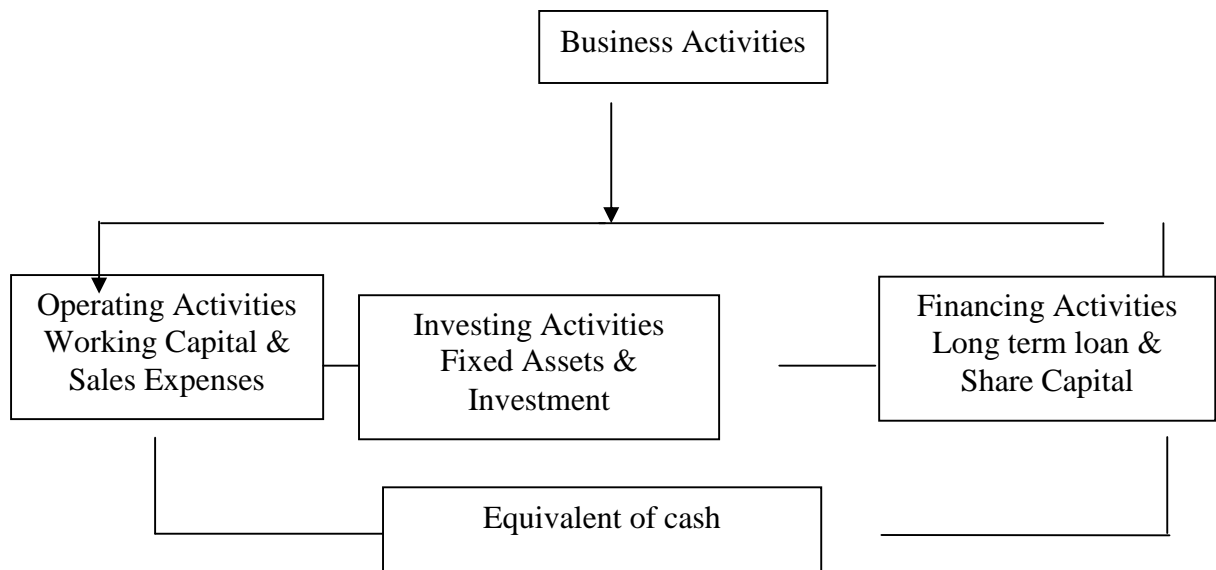 Business Activities
Operating Activities
Working Capital &
Sales Expenses
Investing Activities
Fixed Assets &
Investment
Financing Activities
Long term loan &
Share Capital
Equivalent of cash